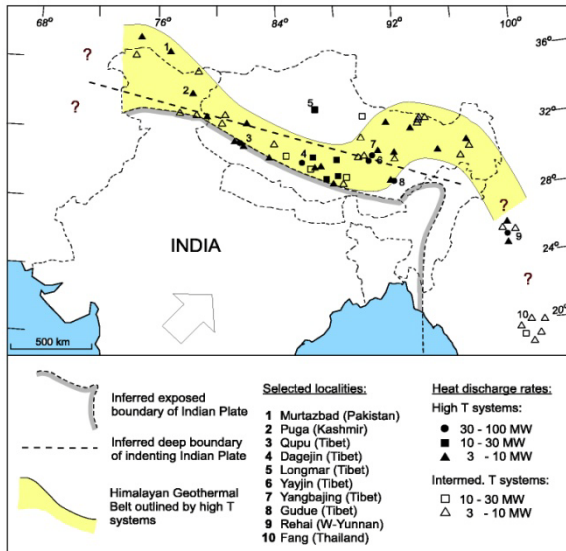 68° 76° 84° 92° 100°
36°
32°
28°
24°
20°
?
?
?
?
1
2
3
4
5
6
7
8
9
10
INDIA
500 km
Inferred exposed
boundary of Indian Plate
Inferred deep boundary
of indenting Indian Plate
Himalayan Geothermal
Belt outlined by high T
systems
Selected localities:
1 Murtazbad (Pakistan)
2 Puga (Kashmir)
3 Qupu (Tibet)
4 Dagejin (Tibet)
5 Longmar (Tibet)
6 Yayjin (Tibet)
7 Yangbajing (Tibet)
8 Gudue (Tibet)
9 Rehai (W-Yunnan)
10 Fang (Thailand)
Heat discharge rates:
High T systems:
30 - 100 MW
10 - 30 MW
3 - 10 MW
Intermed. T systems:
10 - 30 MW
3 - 10 MW